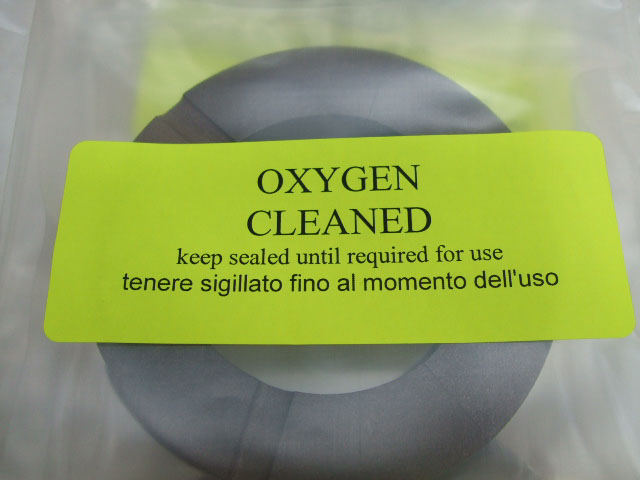 OXYGEN
CLEANED
keep sealed until required for use
tenere sigillato fino al momento dell'uso